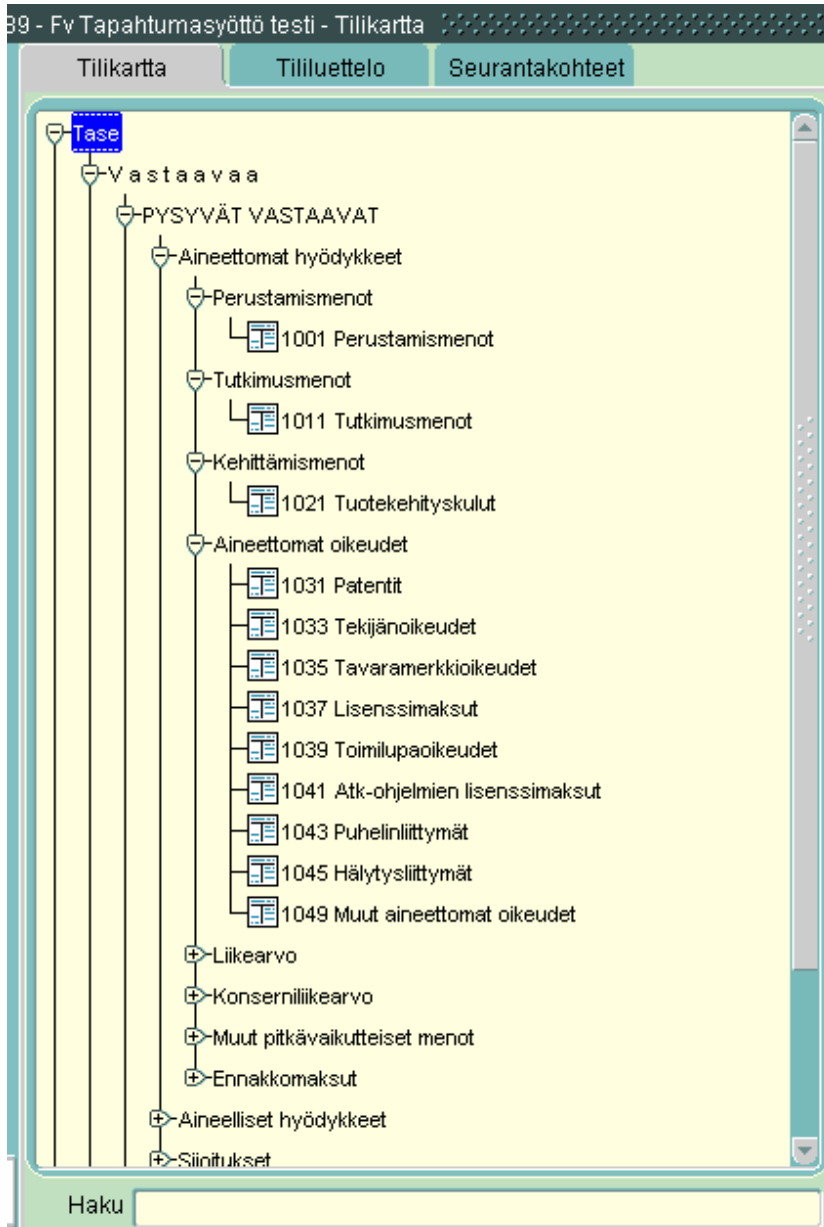 39 - Fv Tapahtumasyöttö testi - Tilikartta
Tilikartta Tililuettelo Seurantakohteet
Tase
V a s t a a v a a
PYSYVÄT VASTAAVAT
Aineettomat hyödykkeet
Perustamismenot
1001 Perustamismenot
Tutkimusmenot
1011 Tutkimusmenot
Kehittämismenot
1021 Tuotekehityskulut
Aineettomat oikeudet
1031 Patentit
1033 Tekijänoikeudet
1035 Tavaramerkkioikeudet
1037 Lisenssimaksut
1039 Toimilupaoikeudet
1041 Atk-ohjelmien lisenssimaksut
1043 Puhelinliittymät
1045 Hälytysliittymät
1049 Muut aineettomat oikeudet
Liikearvo
Konserniliikearvo
Muut pitkävaikutteiset menot
Ennakkomaksut
Aineelliset hyödykkeet
Sijoitukset
Haku